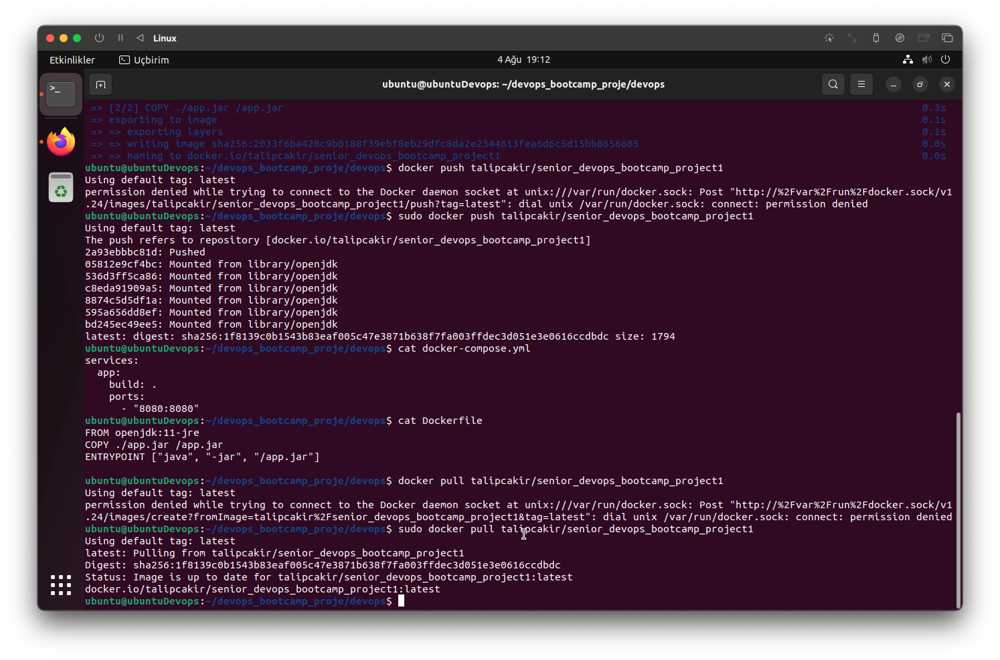 Linux
Etkinlikler
Uçbirim
4 Ağu 19:12
ubuntu@ubuntuDevops: ~/devops_bootcamp_proje/devops
=> [2/2] COPY ./app.jar /app.jar 0.3s
=> exporting to image 0.1s
=> => exporting layers 0.1s
=> => writing image sha256:2033f6ba428c9b0188f39ebf8eb29dfc8da2e2344613fea6d6c5d15bb8656605 0.0s
=> => naming to docker.io/talipcakir/senior_devops_bootcamp_project1 0.0s
ubuntu@ubuntuDevops:~/devops_bootcamp_proje/devops$ docker push talipcakir/senior_devops_bootcamp_project1
Using default tag: latest
permission denied while trying to connect to the Docker daemon socket at unix:///var/run/docker.sock: Post "http://%2Fvar%2Frun%2Fdocker.sock/v1
.24/images/talipcakir/senior_devops_bootcamp_project1/push?tag=latest": dial unix /var/run/docker.sock: connect: permission denied
ubuntu@ubuntuDevops:~/devops_bootcamp_proje/devops$ sudo docker push talipcakir/senior_devops_bootcamp_project1
Using default tag: latest
The push refers to repository [docker.io/talipcakir/senior_devops_bootcamp_project1]
2a93ebbbc81d: Pushed
05812e9cf4bc: Mounted from library/openjdk
536d3ff5ca86: Mounted from library/openjdk
c8eda91909a5: Mounted from library/openjdk
8874c5d5df1a: Mounted from library/openjdk
595a656dd8ef: Mounted from library/openjdk
bd245ec49ee5: Mounted from library/openjdk
latest: digest: sha256:1f8139c0b1543b83eaf005c47e3871b638f7fa003ffdec3d051e3e0616ccdbdc size: 1794
ubuntu@ubuntuDevops:~/devops_bootcamp_proje/devops$ cat docker-compose.yml
services:
  app:
    build: .
    ports:
      - "8080:8080"
ubuntu@ubuntuDevops:~/devops_bootcamp_proje/devops$ cat Dockerfile
FROM openjdk:11-jre
COPY ./app.jar /app.jar
ENTRYPOINT ["java", "-jar", "/app.jar"]
ubuntu@ubuntuDevops:~/devops_bootcamp_proje/devops$ docker pull talipcakir/senior_devops_bootcamp_project1
Using default tag: latest
permission denied while trying to connect to the Docker daemon socket at unix:///var/run/docker.sock: Post "http://%2Fvar%2Frun%2Fdocker.sock/v1
.24/images/create?fromImage=talipcakir%2Fsenior_devops_bootcamp_project1&tag=latest": dial unix /var/run/docker.sock: connect: permission denied
ubuntu@ubuntuDevops:~/devops_bootcamp_proje/devops$ sudo docker pull talipcakir/senior_devops_bootcamp_project1
Using default tag: latest
latest: Pulling from talipcakir/senior_devops_bootcamp_project1
Digest: sha256:1f8139c0b1543b83eaf005c47e3871b638f7fa003ffdec3d051e3e0616ccdbdc
Status: Image is up to date for talipcakir/senior_devops_bootcamp_project1:latest
docker.io/talipcakir/senior_devops_bootcamp_project1:latest
ubuntu@ubuntuDevops:~/devops_bootcamp_proje/devops$